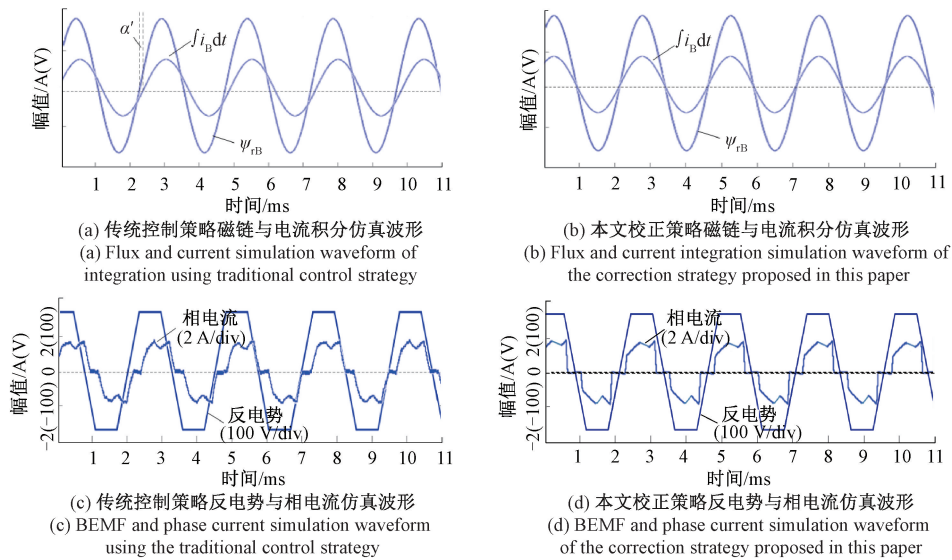 幅值/A(V)
α′
∫iBdt
ψrB
1 2 3 4 5 6 7 8 9 10 11
时间/ms
(a) 传统控制策略磁链与电流积分仿真波形
(a) Flux and current simulation waveform of
integration using traditional control strategy
幅值/A(V)
∫iBdt
ψrB
1 2 3 4 5 6 7 8 9 10 11
时间/ms
(b) 本文校正策略磁链与电流积分仿真波形
(b) Flux and current integration simulation waveform of
the correction strategy proposed in this paper
幅值/A(V)
2(100)
0
−2(−100)
相电流
(2 A/div)
反电势
(100 V/div)
1 2 3 4 5 6 7 8 9 10 11
时间/ms
(c) 传统控制策略反电势与相电流仿真波形
(c) BEMF and phase current simulation waveform
using the traditional control strategy
幅值/A(V)
2(100)
0
−2(−100)
相电流
(2 A/div)
反电势
(100 V/div)
1 2 3 4 5 6 7 8 9 10 11
时间/ms
(d) 本文校正策略反电势与相电流仿真波形
(d) BEMF and phase current simulation waveform
of the correction strategy proposed in this paper